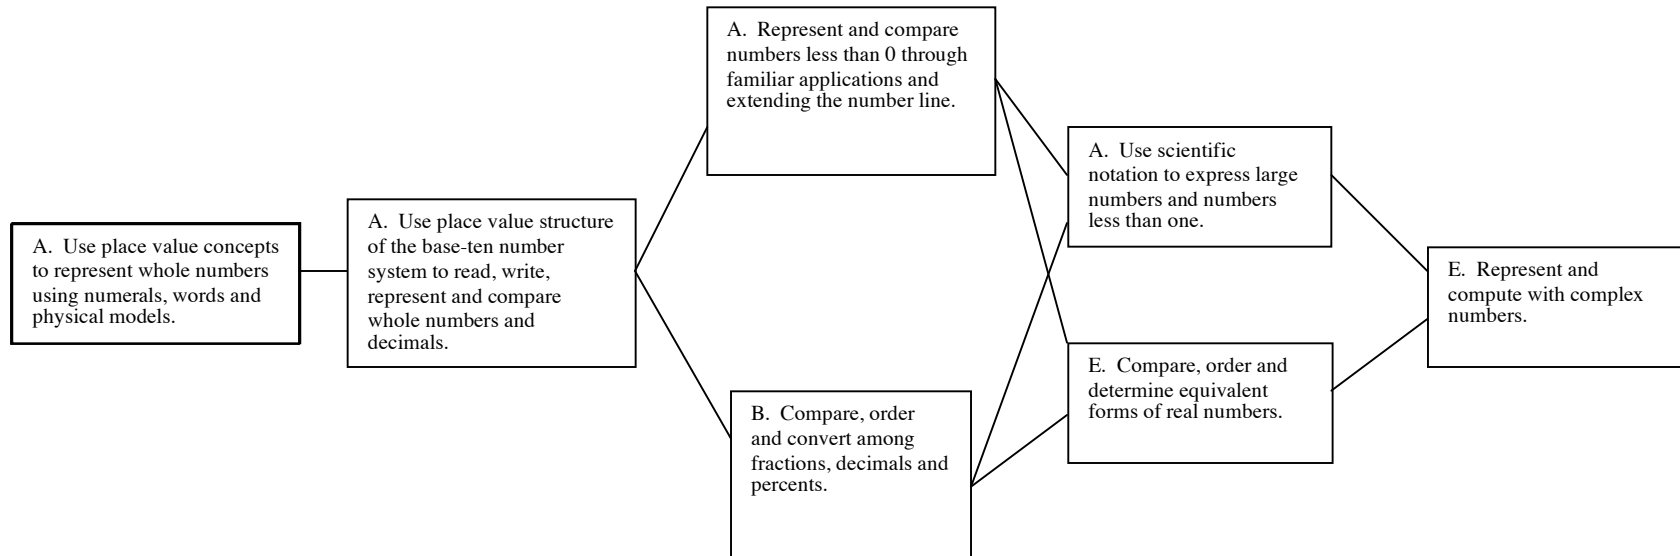 A.  Use place value concepts
to represent whole numbers
using numerals, words and
physical models.
A.  Use place value structure
of the base-ten number
system to read, write,
represent and compare
whole numbers and
decimals.
A.  Represent and compare
numbers less than 0 through
familiar applications and
extending the number line.
B.  Compare, order
and convert among
fractions, decimals and
percents.
A.  Use scientific
notation to express large
numbers and numbers
less than one.
E.  Compare, order and
determine equivalent
forms of real numbers.
E.  Represent and
compute with complex
numbers.